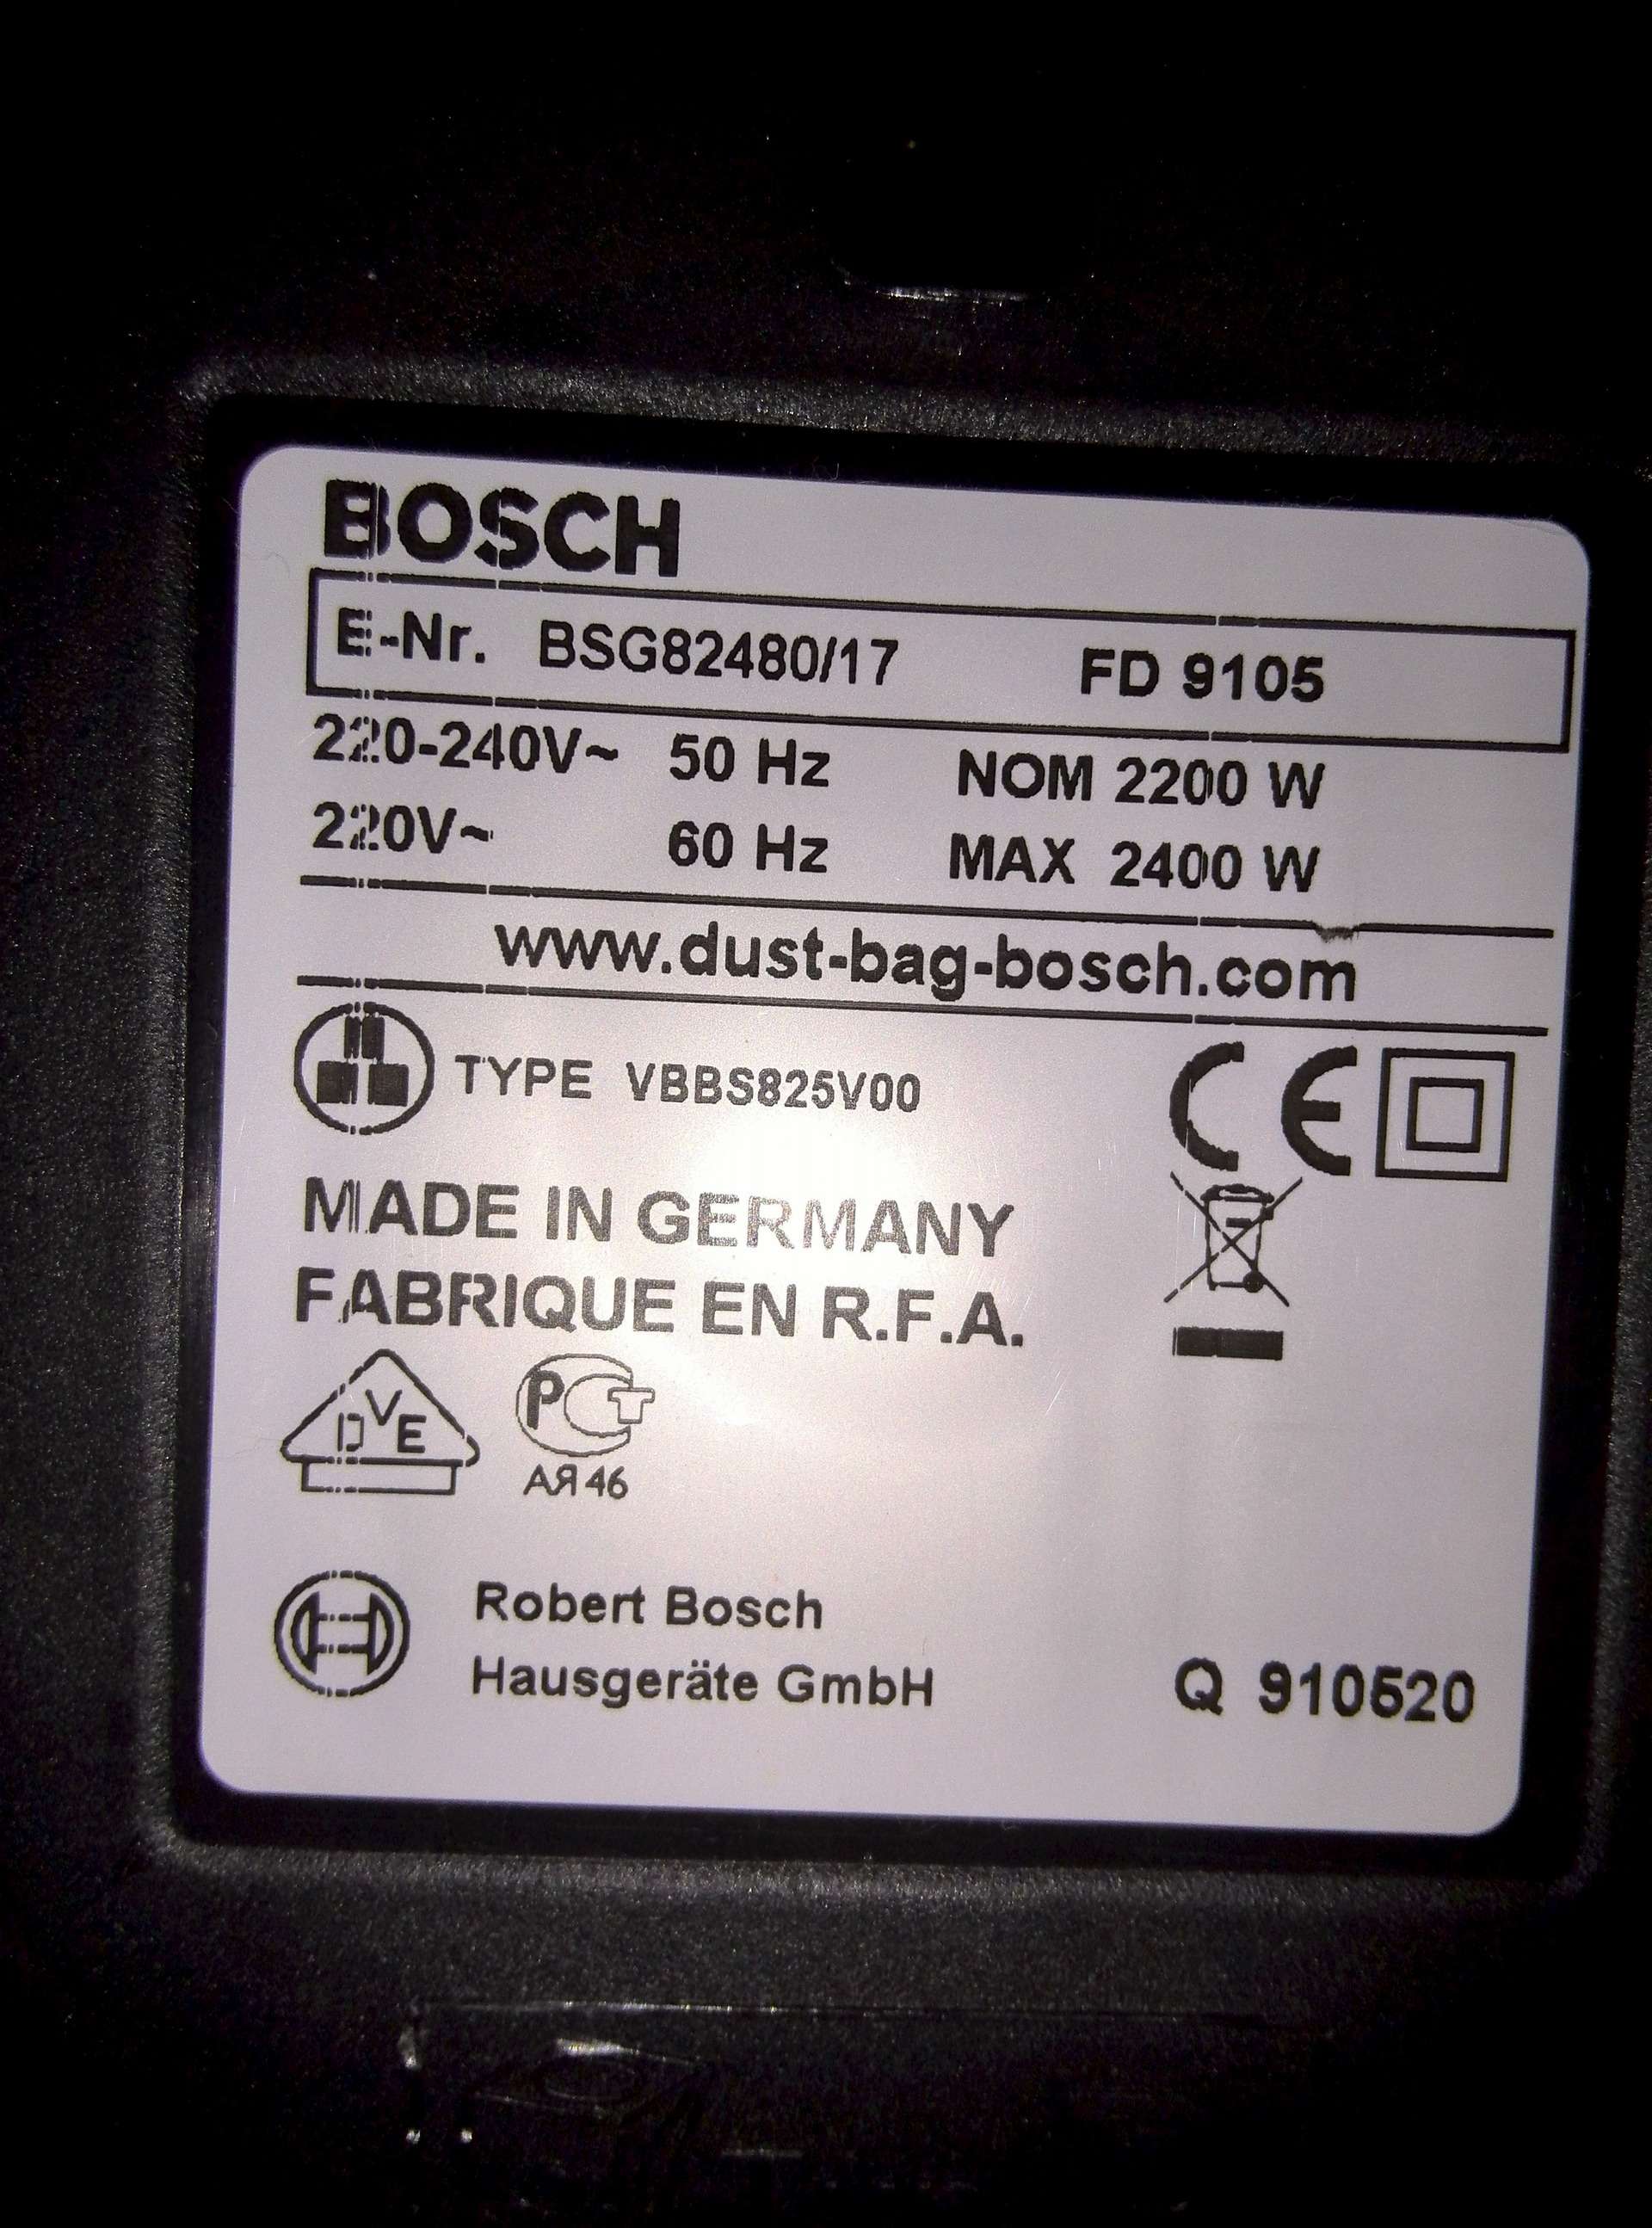 BOSCH
E-Nr. BSG82480/17 FD 9105
220-240V~ 50 Hz NOM 2200 W
220V~ 60 Hz MAX 2400 W
www.dust-bag-bosch.com
TYPE VBBS825V00 CE
MADE IN GERMANY
FABRIQUE EN R.F.A.
DVE PCT
АЯ46
Robert Bosch
Hausgeräte GmbH Q 910520